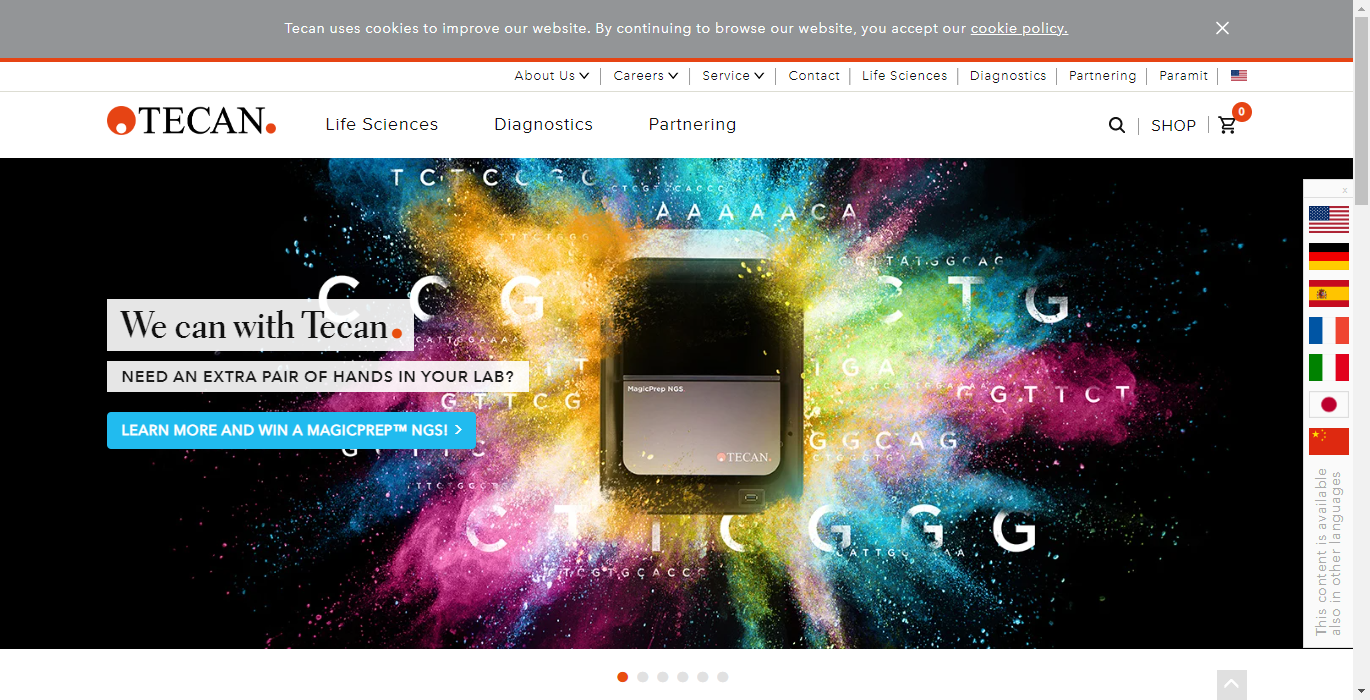 Tecan uses cookies to improve our website. By continuing to browse our website, you accept our cookie policy.
About Us
Careers
Service
Contact
Life Sciences
Diagnostics
Partnering
Paramit
TECAN.
Life Sciences
Diagnostics
Partnering
SHOP
0
x
AAAAAACA
C C G
C T G
We can with Tecan.
NEED AN EXTRA PAIR OF HANDS IN YOUR LAB?
LEARN MORE AND WIN A MAGICPREP™ NGS! >
MagicPrep NGS
TECAN.
GTTCG
GGCAG
This content is available
also in other languages